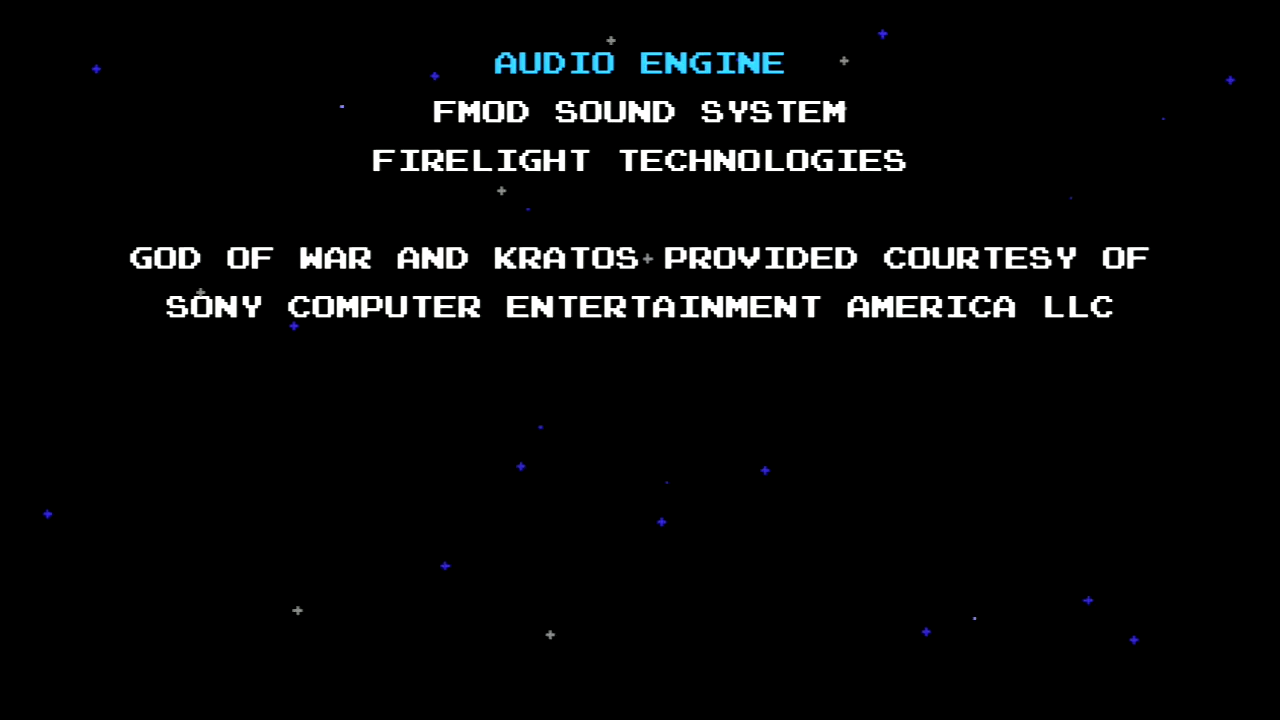 AUDIO ENGINE
FMOD SOUND SYSTEM
FIRELIGHT TECHNOLOGIES
GOD OF WAR AND KRATOS PROVIDED COURTESY OF
SONY COMPUTER ENTERTAINMENT AMERICA LLC